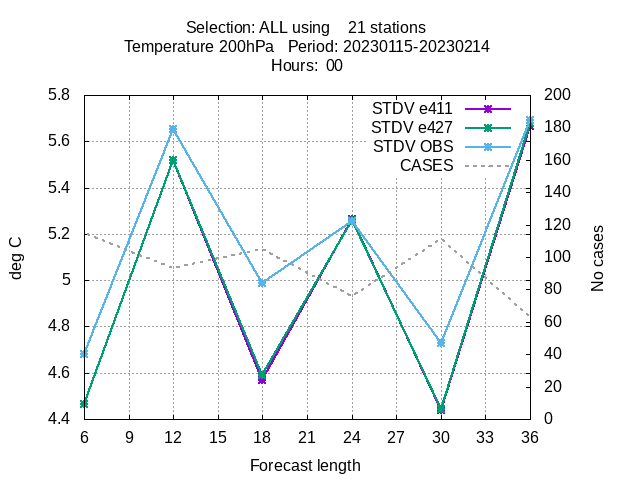 Selection: ALL using    21 stations
Temperature 200hPa   Period: 20230115-20230214
Hours:  00
5.8
5.6
5.4
5.2
5
4.8
4.6
4.4
deg C
STDV e411
STDV e427
STDV OBS
CASES
200
180
160
140
120
100
80
60
40
20
0
No cases
6 9 12 15 18 21 24 27 30 33 36
Forecast length